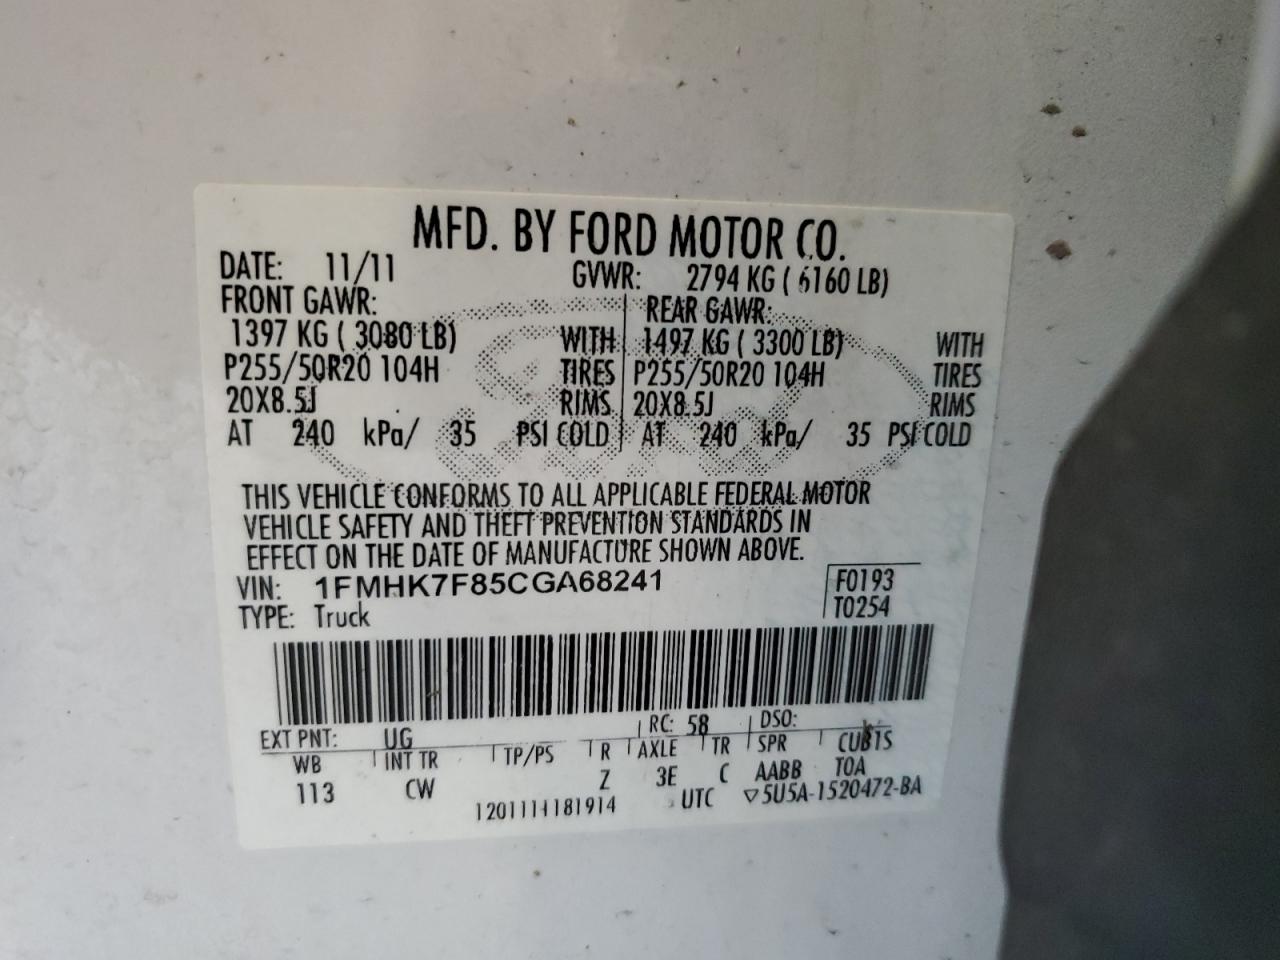 MFD. BY FORD MOTOR CO.
DATE: 11/11 GVWR: 2794 KG ( 6160 LB)
FRONT GAWR: REAR GAWR:
1397 KG ( 3080 LB) WITH 1497 KG ( 3300 LB) WITH
P255/50R20 104H TIRES P255/50R20 104H TIRES
20X8.5J RIMS 20X8.5J RIMS
AT 240 kPa/ 35 PSI COLD AT 240 kPa/ 35 PSI COLD
THIS VEHICLE CONFORMS TO ALL APPLICABLE FEDERAL MOTOR
VEHICLE SAFETY AND THEFT PREVENTION STANDARDS IN
EFFECT ON THE DATE OF MANUFACTURE SHOWN ABOVE.
VIN: 1FMHK7F85CGA68241 F0193
TYPE: Truck T0254
EXT PNT: UG RC: 58 DSO:
WB INT TR TP/PS R AXLE TR SPR
113 CW Z 3E C AABB TOA
1201111181914 UTC ▽5U5A-1520472-BA